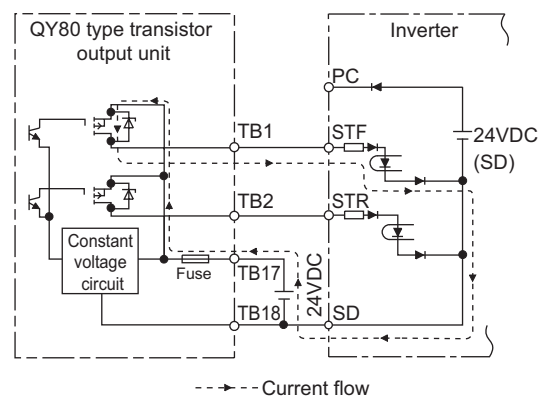 QY80 type transistor
output unit
Inverter
PC
TB1
STF
24VDC
(SD)
TB2
STR
Constant
voltage
circuit
Fuse
TB17
24VDC
TB18
SD
Current flow